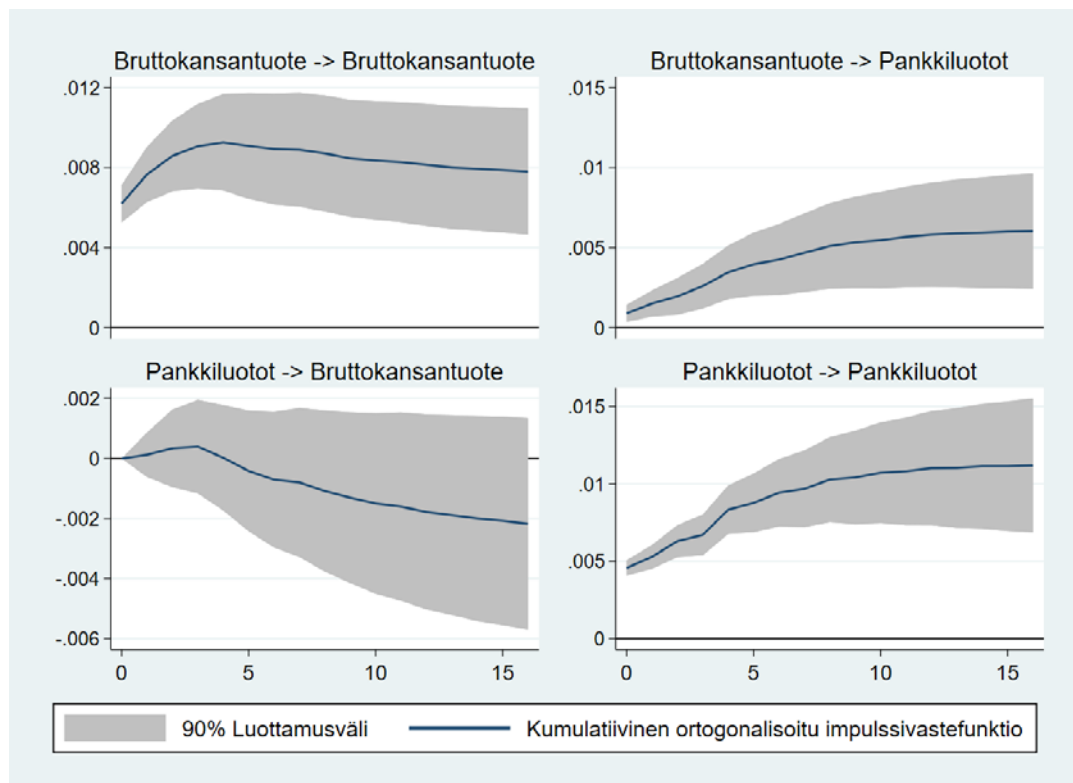 Bruttokansantuote -> Bruttokansantuote
.012
.008
.004
0
Bruttokansantuote -> Pankkiluotot
.015
.01
.005
0
Pankkiluotot -> Bruttokansantuote
.002
0
-.002
-.004
-.006
0 5 10 15
Pankkiluotot -> Pankkiluotot
.015
.01
.005
0
0 5 10 15
90% Luottamusväli
Kumulatiivinen ortogonalisoitu impulssivastefunktio